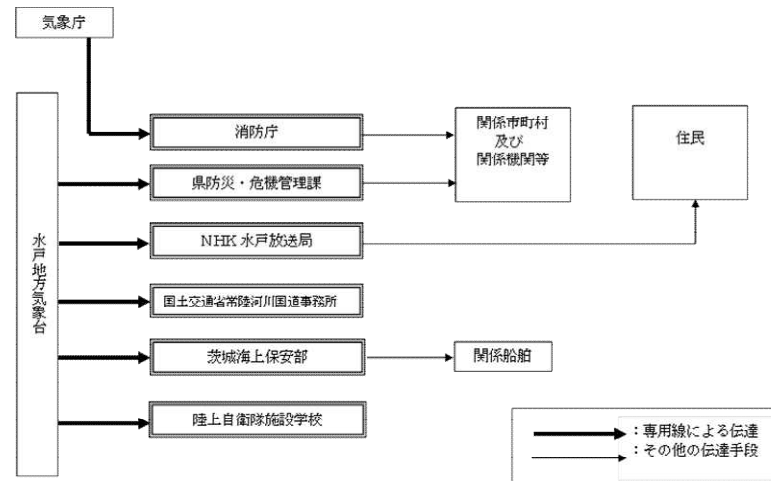 気象庁
消防庁
関係市町村
及び
関係機関等
住民
県防災・危機管理課
水戸地方気象台
NHK 水戸放送局
国土交通省常陸河川国道事務所
茨城海上保安部
関係船舶
陸上自衛隊施設学校
：専用線による伝達
：その他の伝達手段